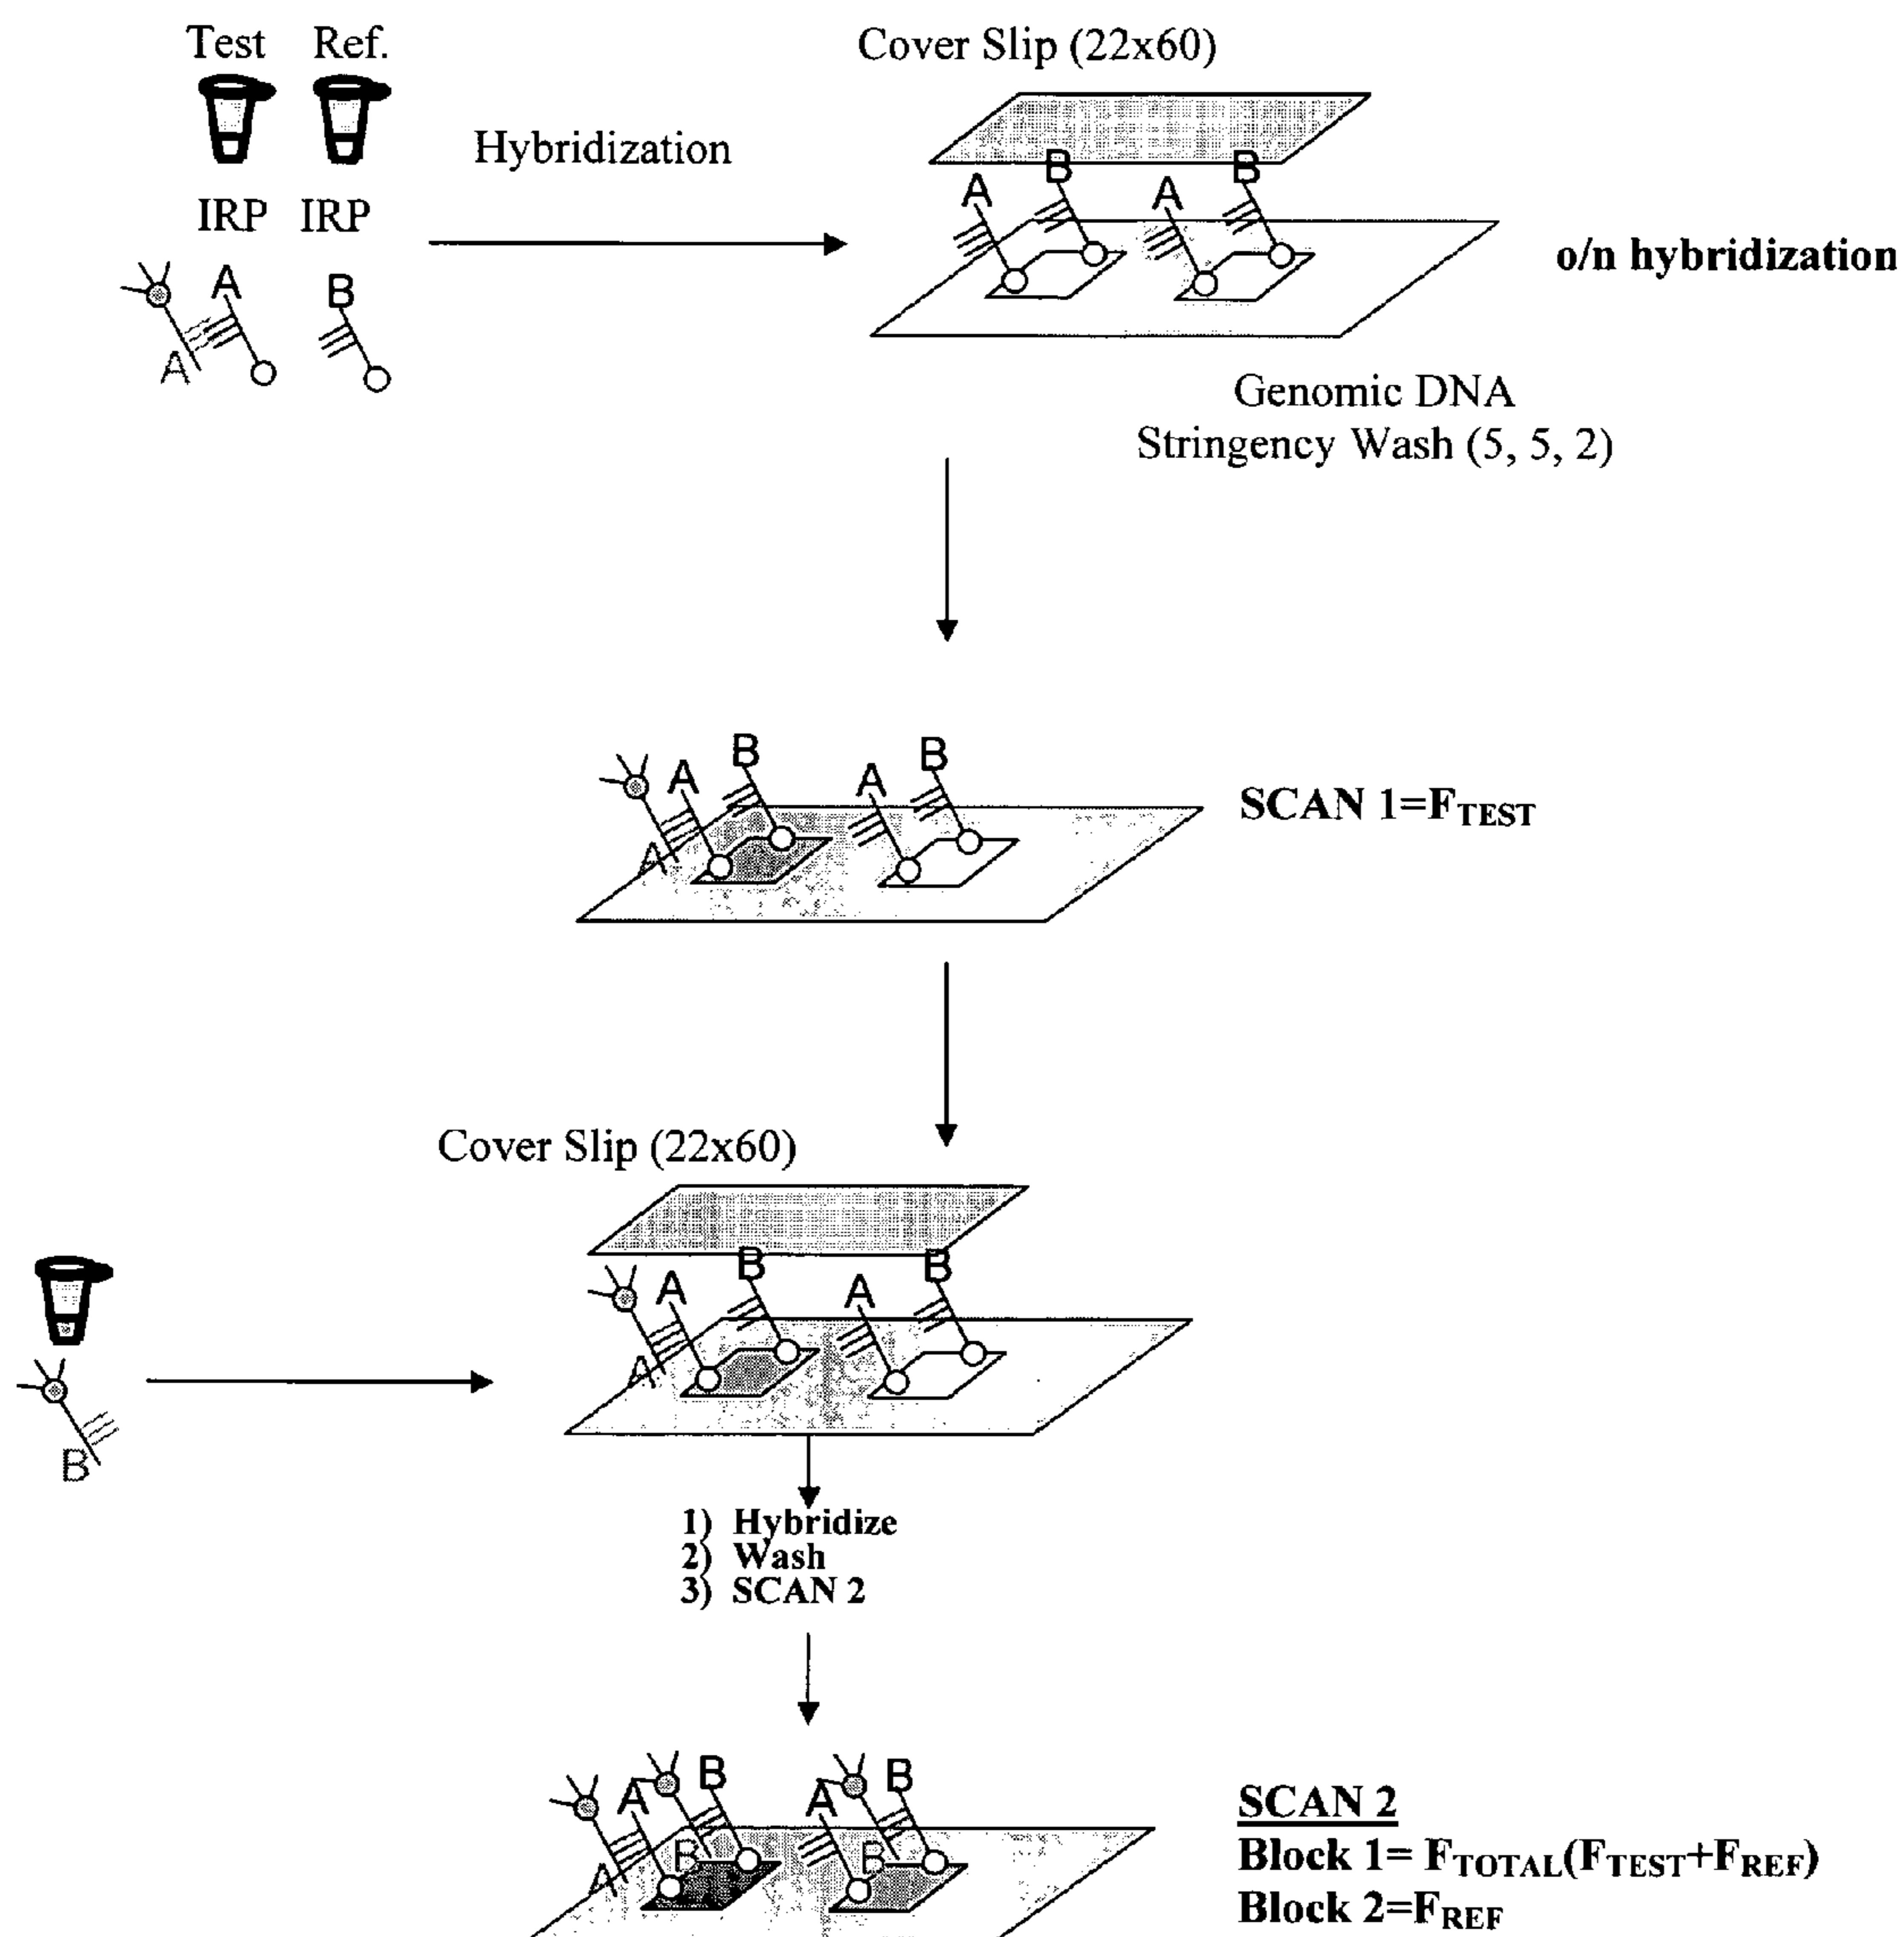 Test Ref.
Cover Slip (22x60)
Hybridization
IRP IRP
A B A B
A B
A
o/n hybridization
Genomic DNA
Stringency Wash (5, 5, 2)
A B A B
A
SCAN 1=FTEST
Cover Slip (22x60)
A B A B
A
B
1) Hybridize
2) Wash
3) SCAN 2
A B A B
A B B
SCAN 2
Block 1= FTOTAL(FTEST+FREF)
Block 2=FREF